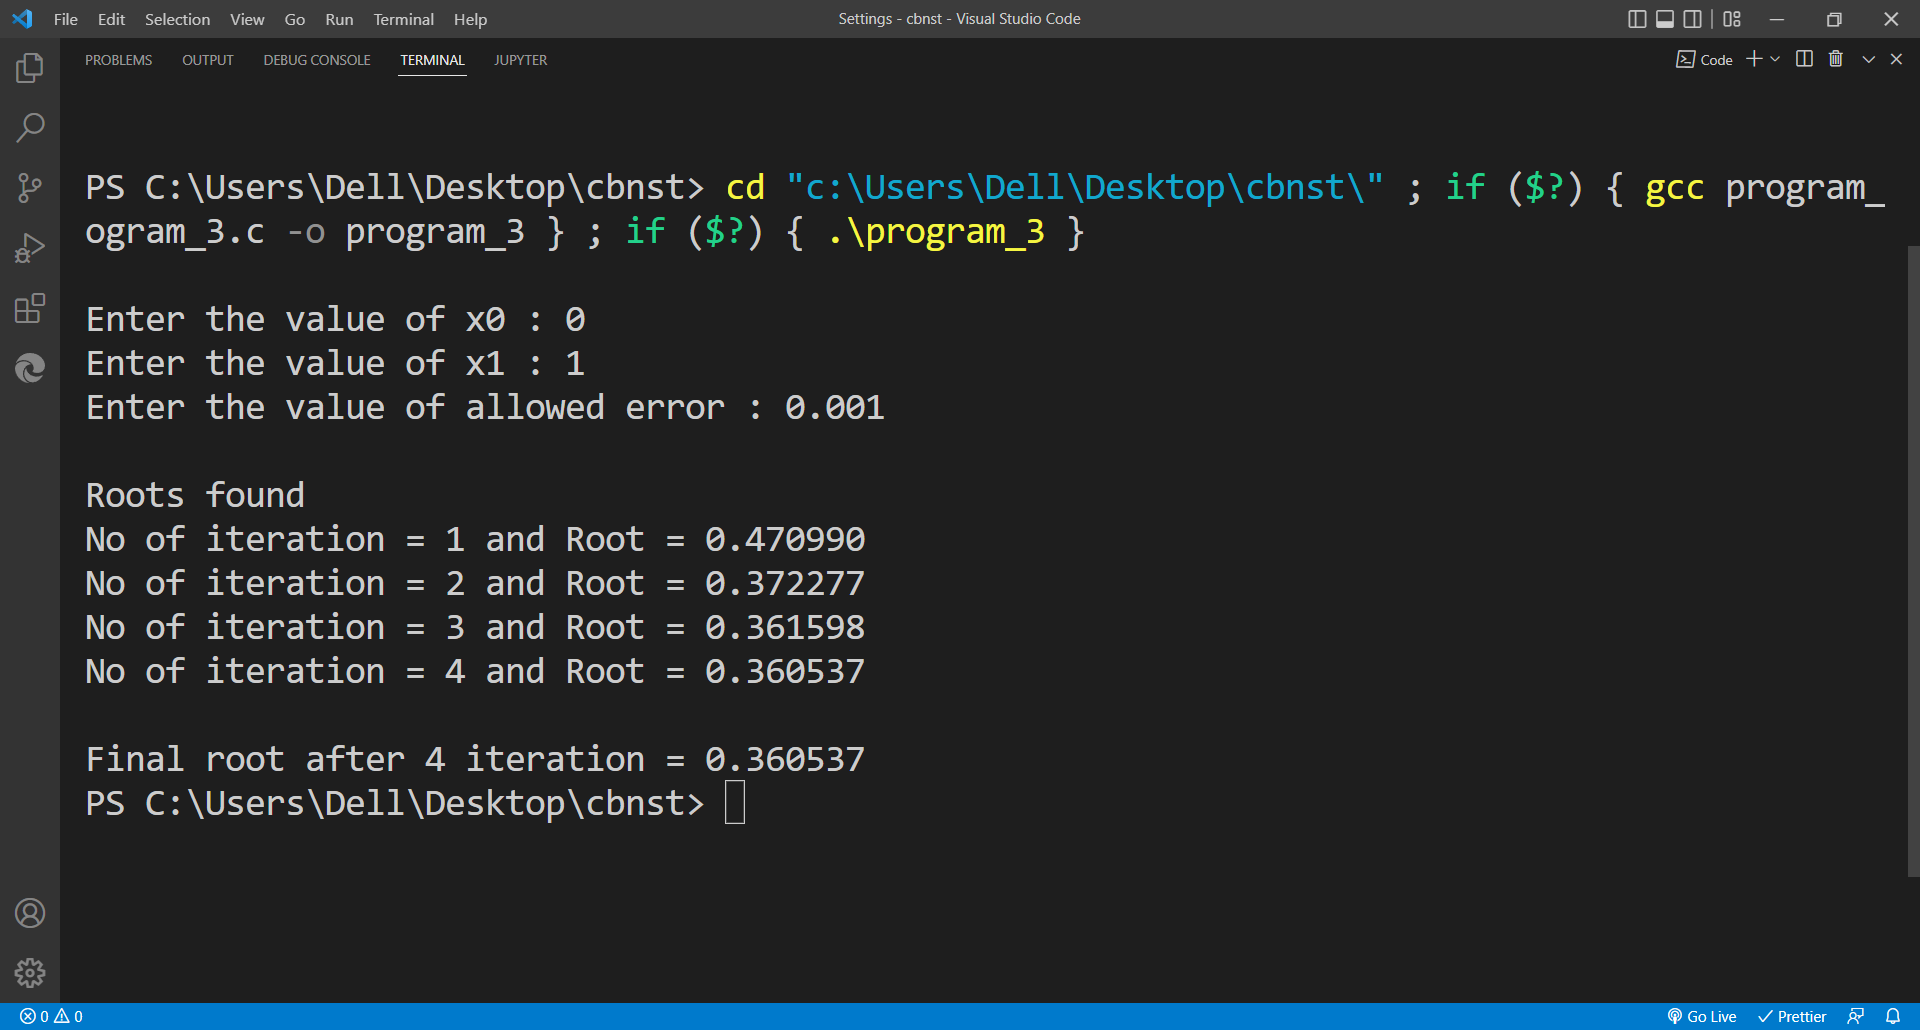 File Edit Selection View Go Run Terminal Help
Settings - cbnst - Visual Studio Code
PROBLEMS OUTPUT DEBUG CONSOLE TERMINAL JUPYTER
Code
PS C:\Users\Dell\Desktop\cbnst> cd "c:\Users\Dell\Desktop\cbnst\" ; if ($?) { gcc program_
ogram_3.c -o program_3 } ; if ($?) { .\program_3 }
Enter the value of x0 : 0
Enter the value of x1 : 1
Enter the value of allowed error : 0.001
Roots found
No of iteration = 1 and Root = 0.470990
No of iteration = 2 and Root = 0.372277
No of iteration = 3 and Root = 0.361598
No of iteration = 4 and Root = 0.360537
Final root after 4 iteration = 0.360537
PS C:\Users\Dell\Desktop\cbnst>
0 0
Go Live Prettier